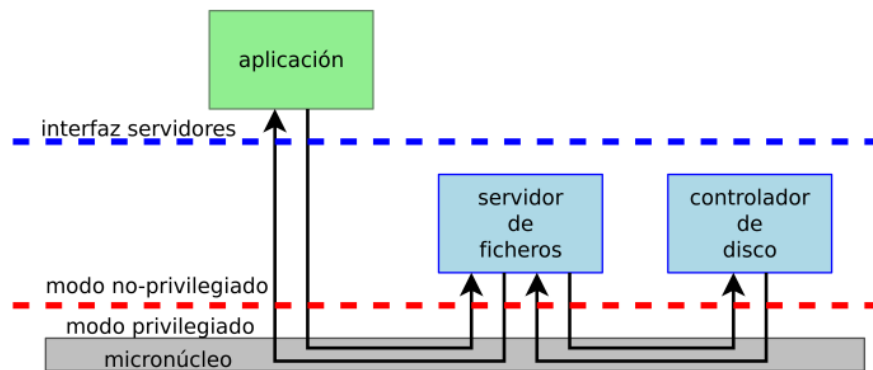 aplicación
interfaz servidores
servidor
de
ficheros
controlador
de
disco
modo no-privilegiado
modo privilegiado
micronúcleo